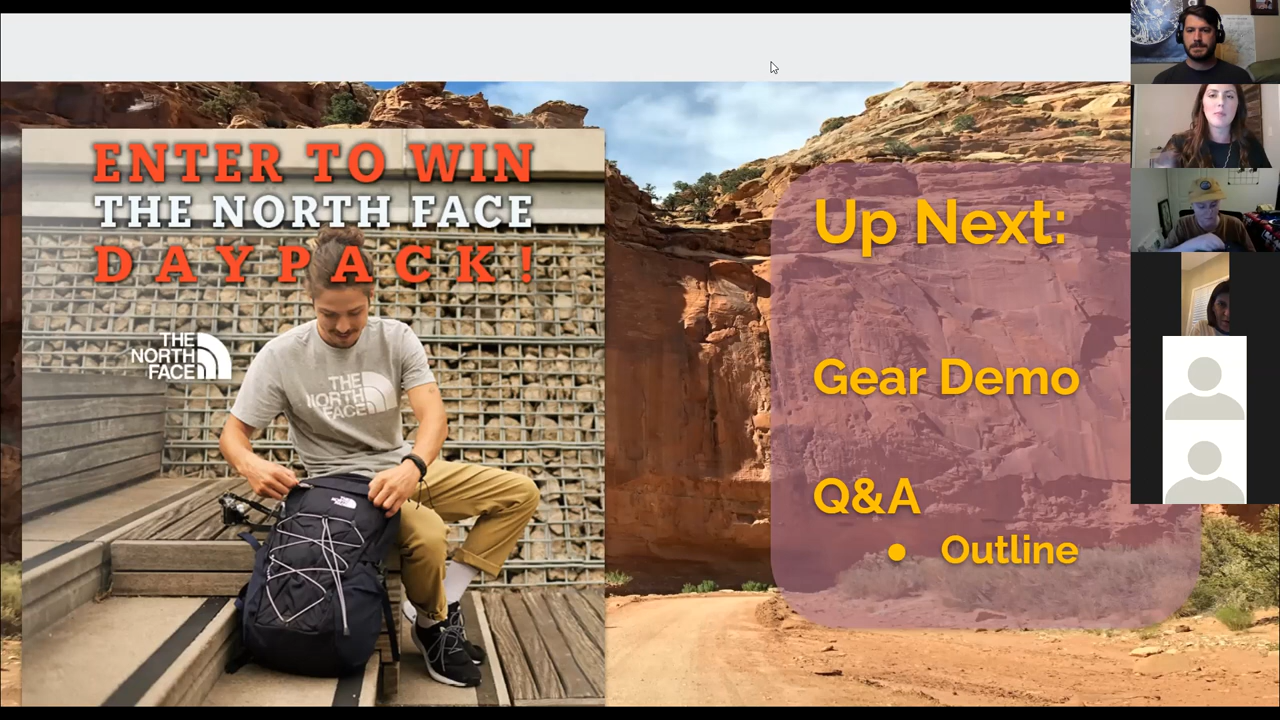 ENTER TO WIN
THE NORTH FACE
DAYPACK!
THE
NORTH
FACE
THE
NORTH
FACE
Up Next:
Gear Demo
Q&A
• Outline